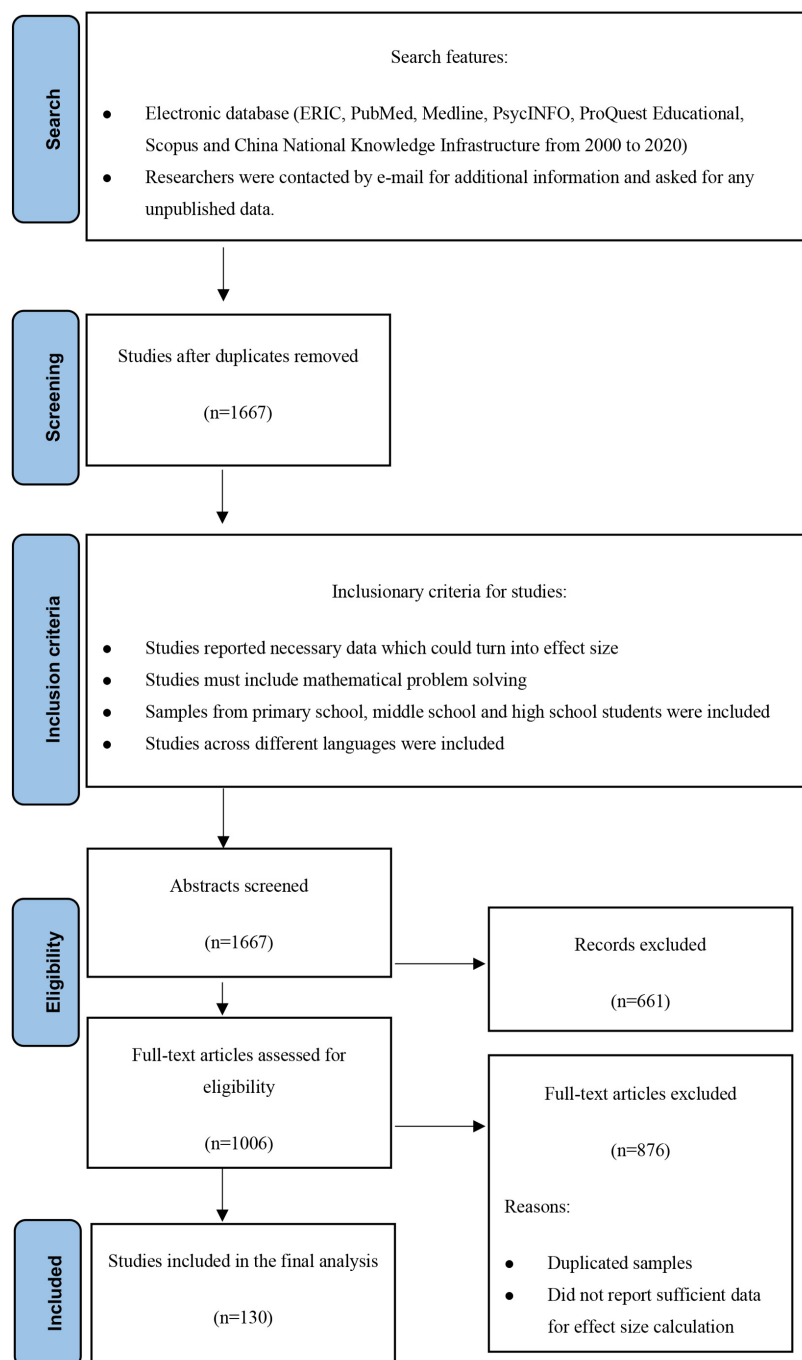 Search
Search features:
● Electronic database (ERIC, PubMed, Medline, PsycINFO, ProQuest Educational,
Scopus and China National Knowledge Infrastructure from 2000 to 2020)
● Researchers were contacted by e-mail for additional information and asked for any
unpublished data.
Screening
Studies after duplicates removed
(n=1667)
Inclusion criteria
Inclusionary criteria for studies:
● Studies reported necessary data which could turn into effect size
● Studies must include mathematical problem solving
● Samples from primary school, middle school and high school students were included
● Studies across different languages were included
Eligibility
Abstracts screened
(n=1667)
Records excluded
(n=661)
Full-text articles assessed for
eligibility
(n=1006)
Full-text articles excluded
(n=876)
Reasons:
● Duplicated samples
● Did not report sufficient data
for effect size calculation
Included
Studies included in the final analysis
(n=130)